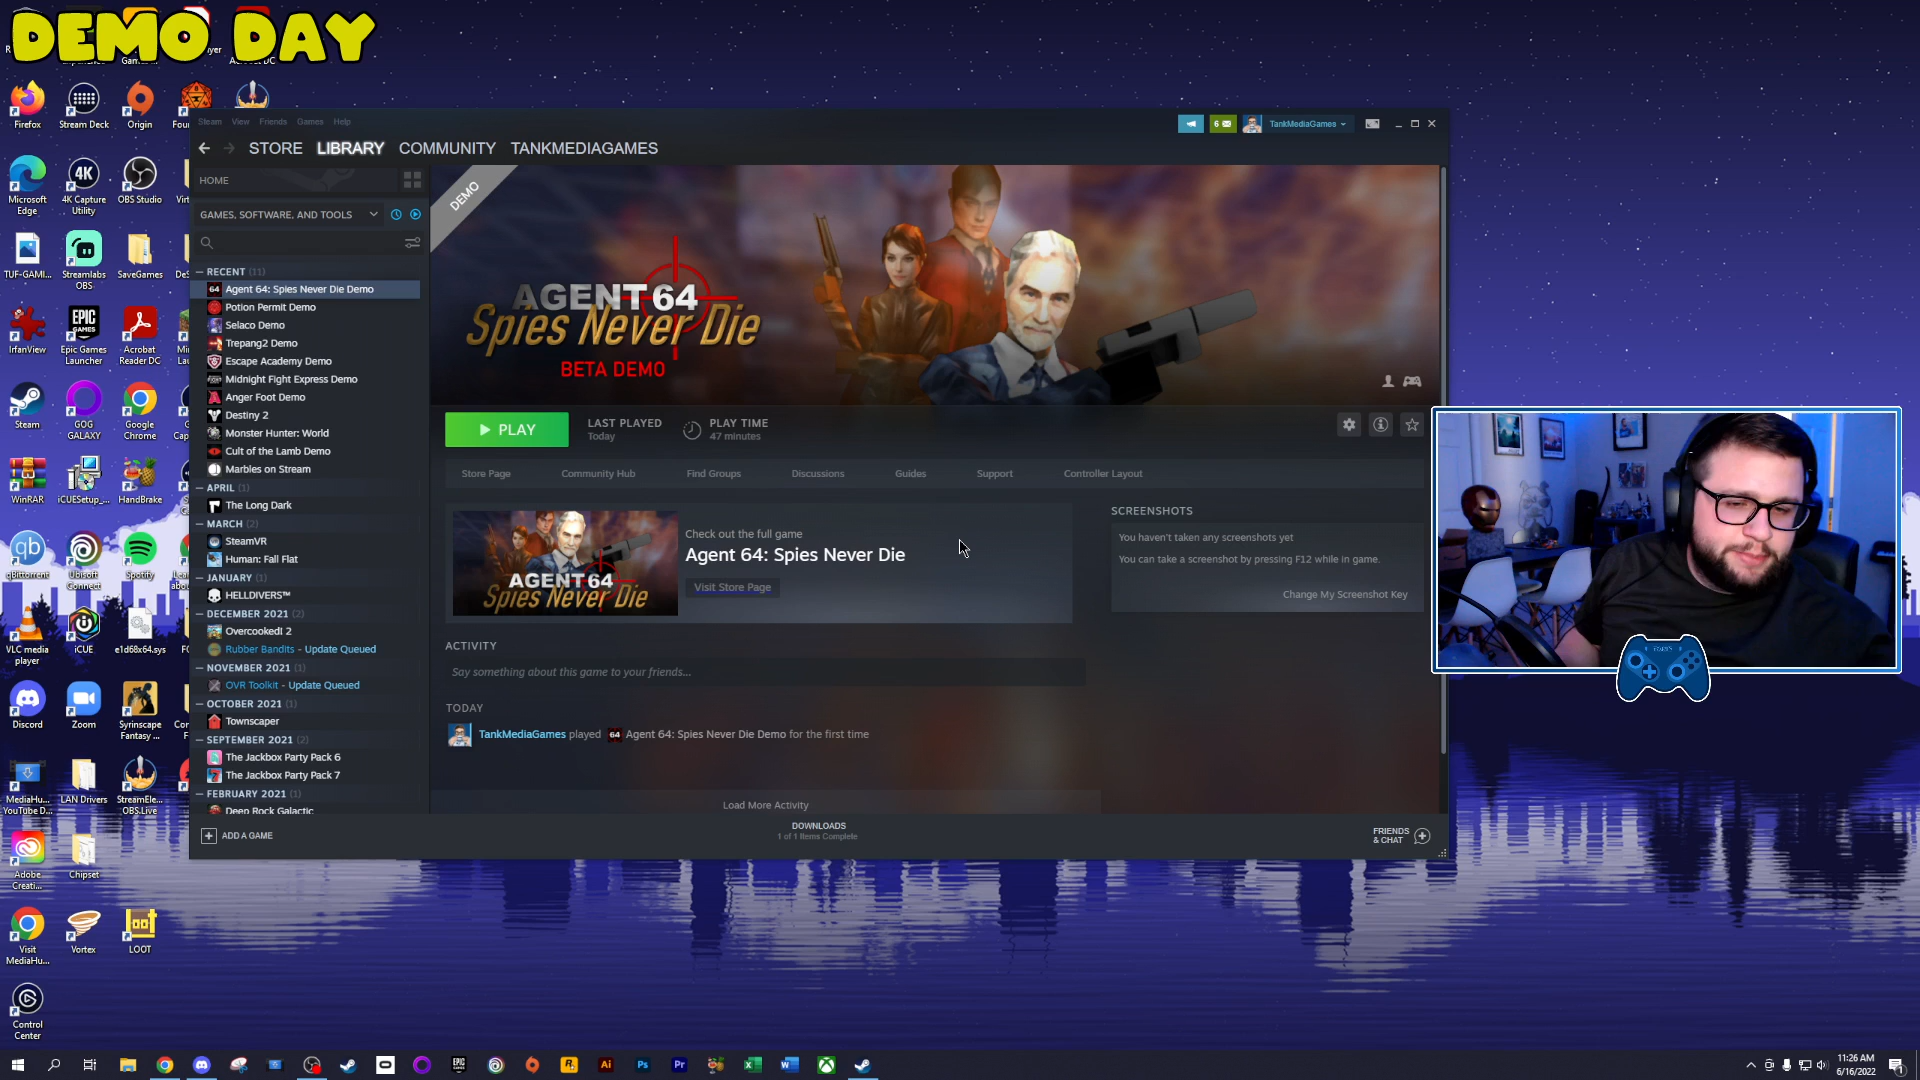 DEMO DAY
Steam View Friends Games Help
6
TankMediaGames
STORE LIBRARY COMMUNITY TANKMEDIAGAMES
HOME
GAMES, SOFTWARE, AND TOOLS
RECENT (11)
Agent 64: Spies Never Die Demo
Potion Permit Demo
Selaco Demo
Trepang2 Demo
Escape Academy Demo
Midnight Fight Express Demo
Anger Foot Demo
Destiny 2
Monster Hunter: World
Cult of the Lamb Demo
Marbles on Stream
APRIL (1)
The Long Dark
MARCH (2)
SteamVR
Human: Fall Flat
JANUARY (1)
HELLDIVERS™
DECEMBER 2021 (2)
Overcooked! 2
Rubber Bandits - Update Queued
NOVEMBER 2021 (1)
OVR Toolkit - Update Queued
OCTOBER 2021 (1)
Townscaper
SEPTEMBER 2021 (2)
The Jackbox Party Pack 6
The Jackbox Party Pack 7
FEBRUARY 2021 (1)
Deep Rock Galactic
ADD A GAME
DEMO
AGENT 64
Spies Never Die
BETA DEMO
PLAY
LAST PLAYED
Today
PLAY TIME
47 minutes
Store Page Community Hub Find Groups Discussions Guides Support Controller Layout
AGENT 64
Spies Never Die
Check out the full game
Agent 64: Spies Never Die
Visit Store Page
SCREENSHOTS
You haven't taken any screenshots yet
You can take a screenshot by pressing F12 while in game.
Change My Screenshot Key
ACTIVITY
Say something about this game to your friends...
TODAY
TankMediaGames played 64 Agent 64: Spies Never Die Demo for the first time
Load More Activity
DOWNLOADS
1 of 1 Items Complete
FRIENDS
& CHAT
Firefox
Stream Deck
Origin
Microsoft
Edge
4K Capture
Utility
OBS Studio
TUF-GAMI...
Streamlabs
OBS
SaveGames
IrfanView
Epic Games
Launcher
Acrobat
Reader DC
Steam
GOG
GALAXY
Google
Chrome
WinRAR
iCUESetup_...
HandBrake
qBittorrent
Ubisoft
Connect
Spotify
VLC media
player
iCUE
e1d68x64.sys
Discord
Zoom
Syrinscape
Fantasy ...
MediaHu...
YouTube D...
LAN Drivers
StreamEle...
OBS.Live
Adobe
Creati...
Chipset
Visit
MediaHu...
Vortex
LOOT
Control
Center
11:26 AM
6/16/2022